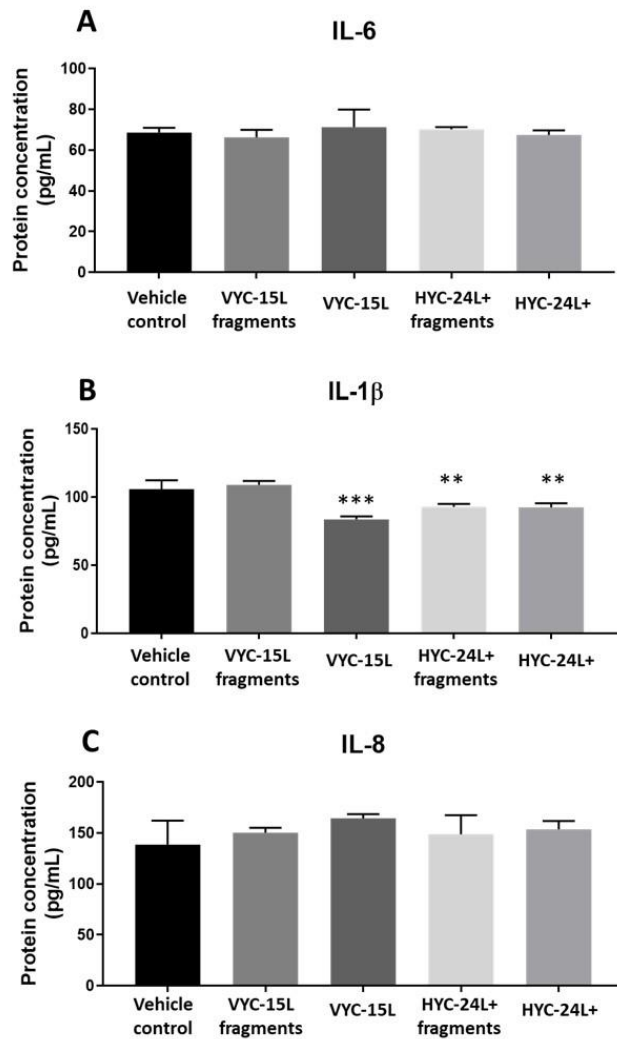 A
IL-6
Protein concentration
(pg/mL)
100
80
60
40
20
0
Vehicle
control
VYC-15L
fragments
VYC-15L
HYC-24L+
fragments
HYC-24L+
B
IL-1β
Protein concentration
(pg/mL)
150
100
50
0
***
**
**
Vehicle
control
VYC-15L
fragments
VYC-15L
HYC-24L+
fragments
HYC-24L+
C
IL-8
Protein concentration
(pg/mL)
200
150
100
50
0
Vehicle
control
VYC-15L
fragments
VYC-15L
HYC-24L+
fragments
HYC-24L+